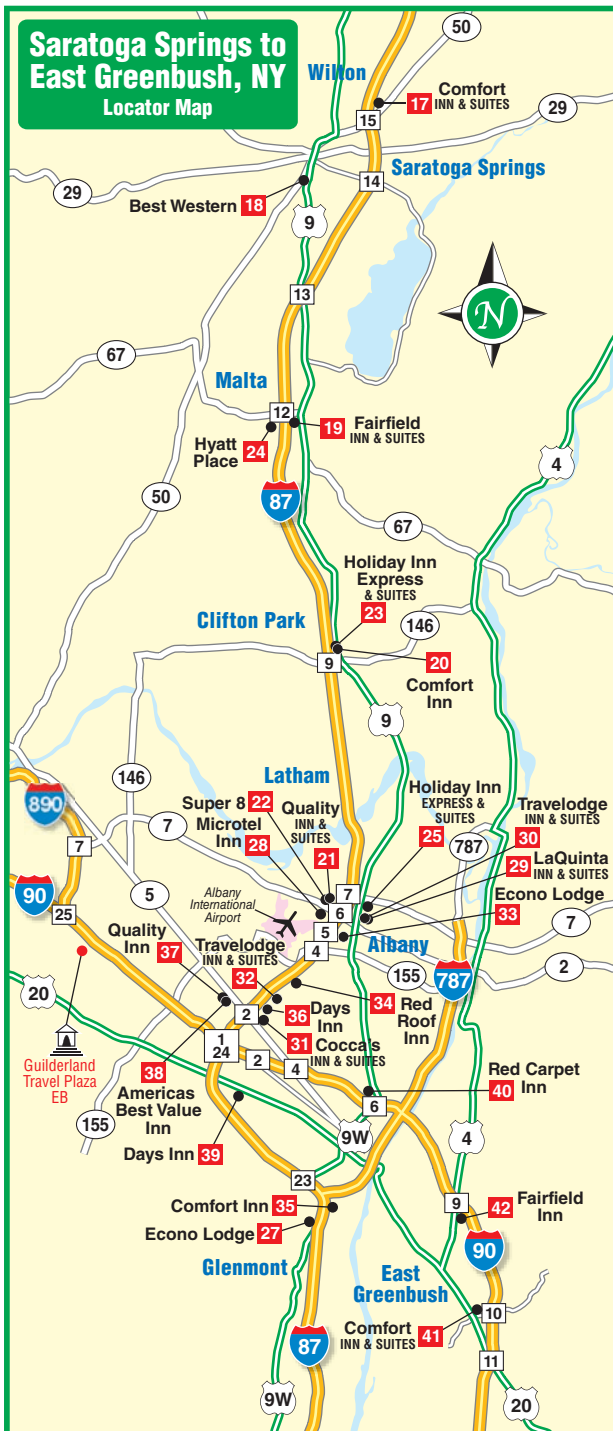 Saratoga Springs to
East Greenbush, NY
Locator Map
50
Wilton
17
Comfort
INN & SUITES
15
29
Saratoga Springs
14
29
Best Western 18
9
N
13
67
Malta
12
19 Fairfield
INN & SUITES
Hyatt
Place 24
4
87
50
67
Holiday Inn
Express
& SUITES
23
146
Clifton Park
9
20
Comfort
Inn
9
Latham
146
890
Super 8 22
Microtel
Inn 28
Quality
INN &
SUITES
21
Holiday Inn
EXPRESS &
SUITES
25
Travelodge
INN & SUITES
30
787
29 LaQuinta
INN & SUITES
Econo Lodge
33
7
7
5
90
25
Albany
International
Airport
7
6
5
4
Albany
7
2
155
787
Quality
Inn 37
Travelodge
INN & SUITES
32
20
34 Red
Roof
Inn
36 Days
Inn
2
31 Cocca's
INN & SUITES
1
24
2
4
Guilderland
Travel Plaza
EB
38
Americas
Best Value
Inn
Red Carpet
Inn
40
6
155
Days Inn 39
9W
4
23
Comfort Inn 35
9
42 Fairfield
Inn
Econo Lodge 27
90
Glenmont
East
Greenbush
10
Comfort
INN & SUITES 41
87
11
9W
20